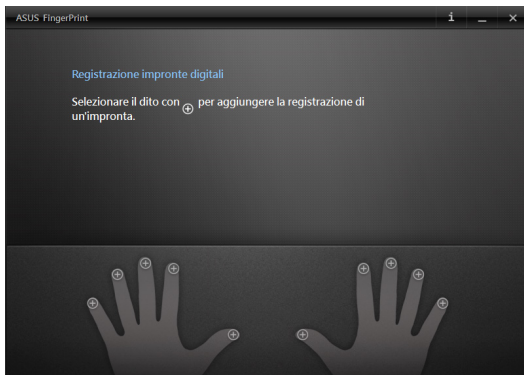 ASUS FingerPrint
Registrazione impronte digitali
Selezionare il dito con per aggiungere la registrazione di
un'impronta.